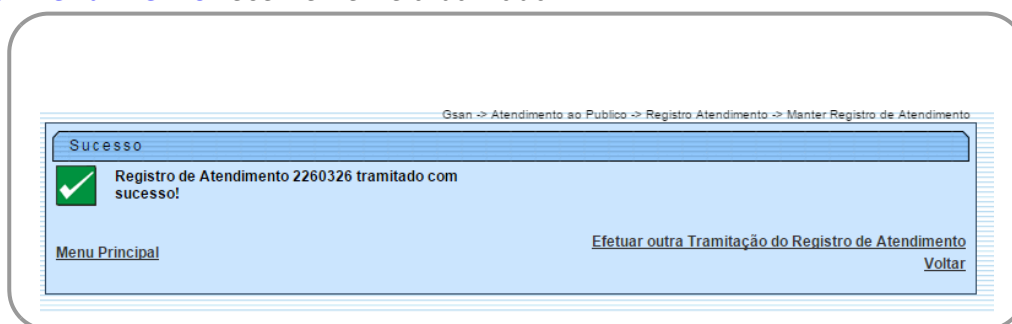 Gsan -> Atendimento ao Publico -> Registro Atendimento -> Manter Registro de Atendimento
Sucesso
Registro de Atendimento 2260326 tramitado com
sucesso!
Efetuar outra Tramitação do Registro de Atendimento
Menu Principal
Voltar